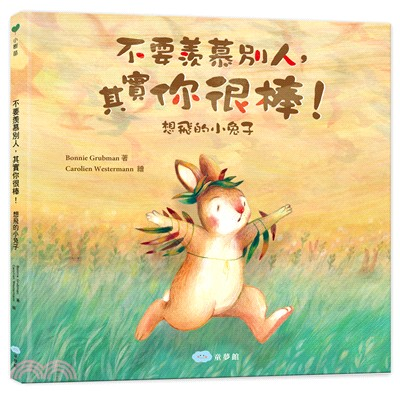 不要羨慕別人，
其實你很棒！
想飛的小兔子
Bonnie Grubman 著
Carolien Westermann 繪
童夢館
不要羨慕別人，其實你很棒！
想飛的小兔子
三民